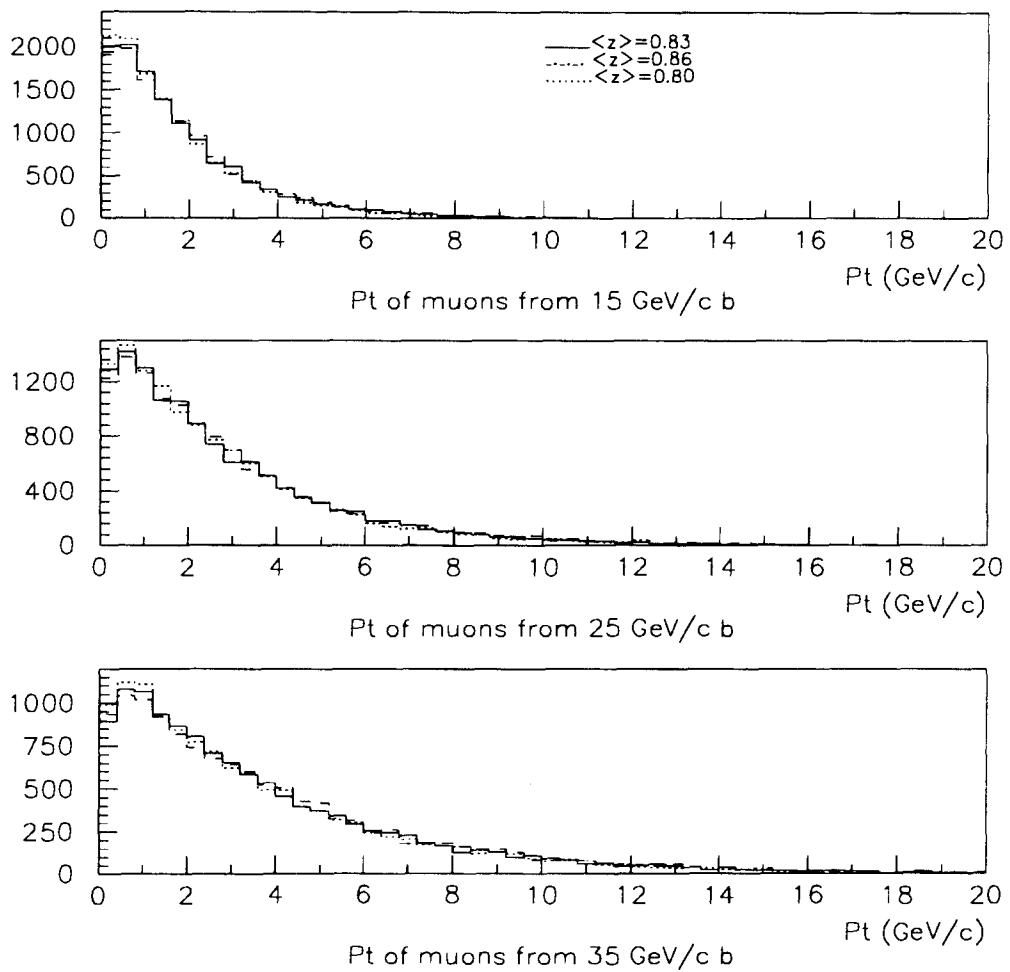 <z>=0.83
<z>=0.86
<z>=0.80
2000
1500
1000
500
0
0 2 4 6 8 10 12 14 16 18 20
Pt (GeV/c)
Pt of muons from 15 GeV/c b
1200
800
400
0
0 2 4 6 8 10 12 14 16 18 20
Pt (GeV/c)
Pt of muons from 25 GeV/c b
1000
750
500
250
0
0 2 4 6 8 10 12 14 16 18 20
Pt (GeV/c)
Pt of muons from 35 GeV/c b